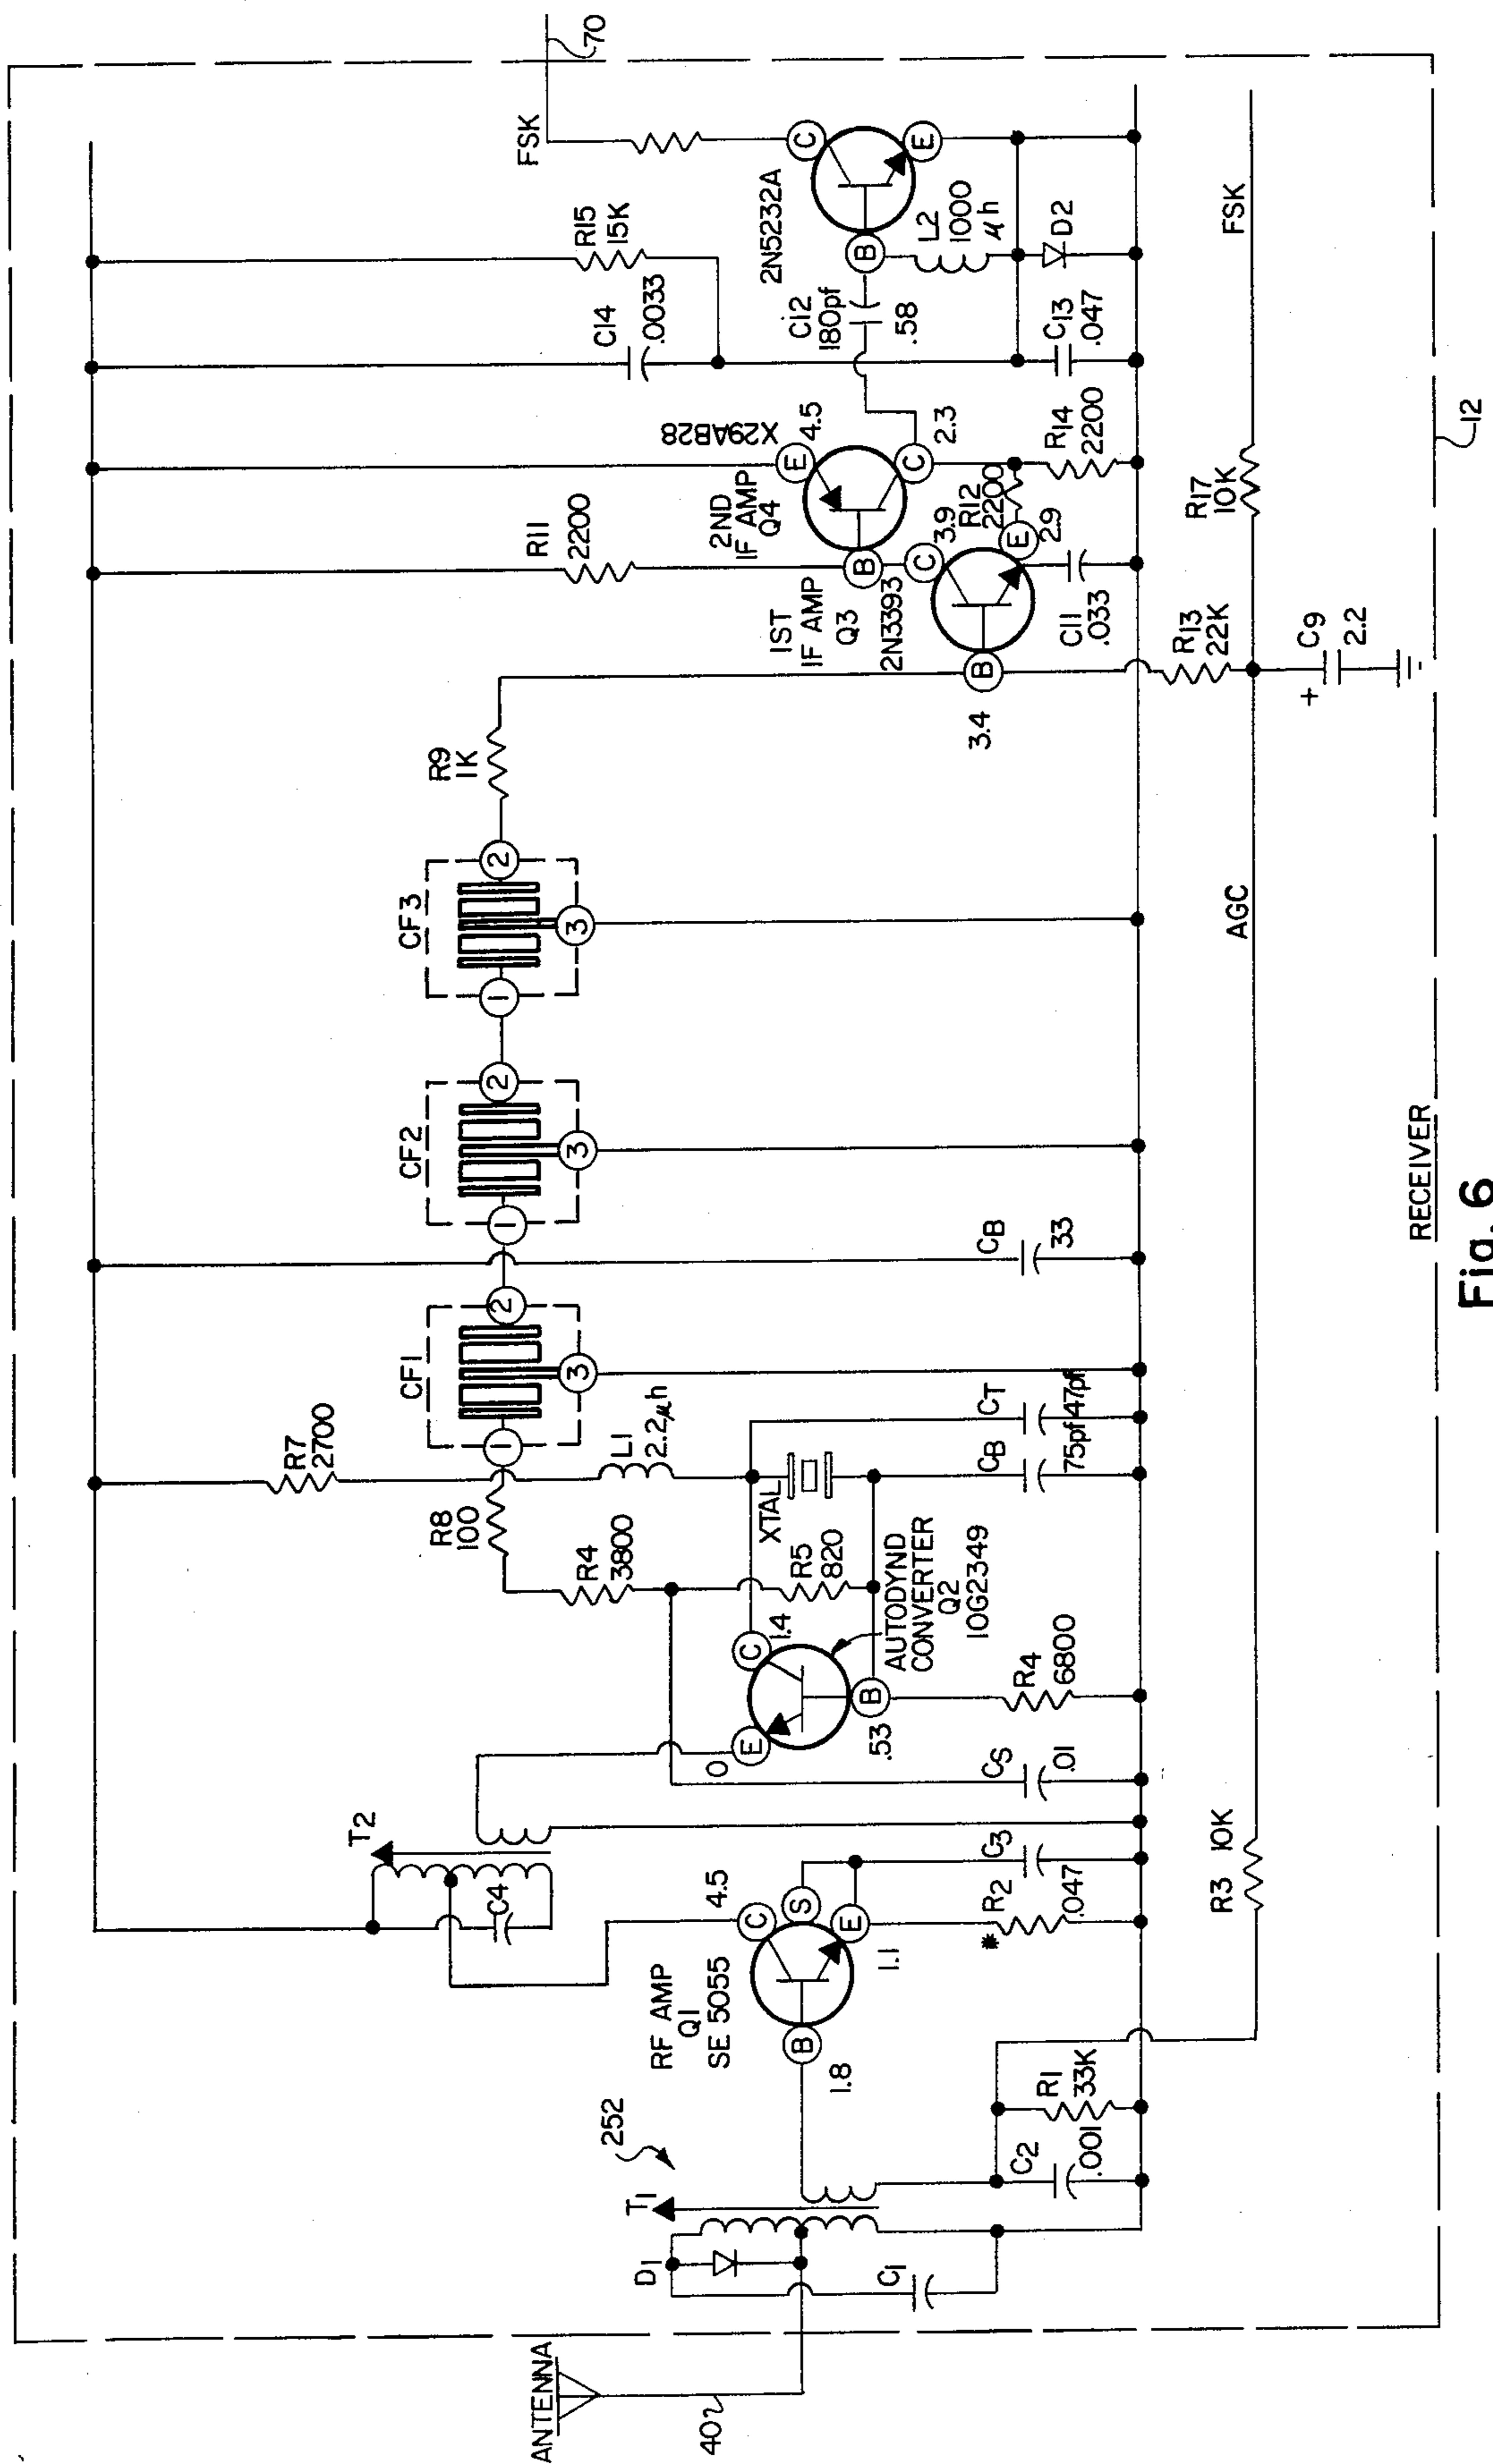 ANTENNA
40
D1
C1
T1
252
C2
.001
R1
33K
RF AMP
Q1
SE 5055
B
1.8
C
4.5
S
E
1.1
*
R2
.047
C3
C4
T2
R3 10K
CS
.01
E
0
C
1.4
B
.53
AUTODYND
CONVERTER
Q2
10G2349
R4
6800
R4
3800
R5
820
R8
100
R7
2700
L1
2.2μh
XTAL
CB
75pf
CT
47pf
CF1
1
2
3
CB
33
CF2
1
2
3
CF3
1
2
3
R9
1K
AGC
3.4
B
1ST
IF AMP
Q3
2N3393
C
3.9
E
2.9
C11
.033
R13
22K
+
C9
2.2
R11
2200
2ND
IF AMP
Q4
X29AB28
B
E
4.5
C
2.3
R12
2200
R14
2200
R17
10K
C14
.0033
R15
15K
C12
180pf
.58
C13
.047
2N5232A
B
C
E
L2
1000
μh
D2
FSK
70
FSK
12
RECEIVER
Fig. 6